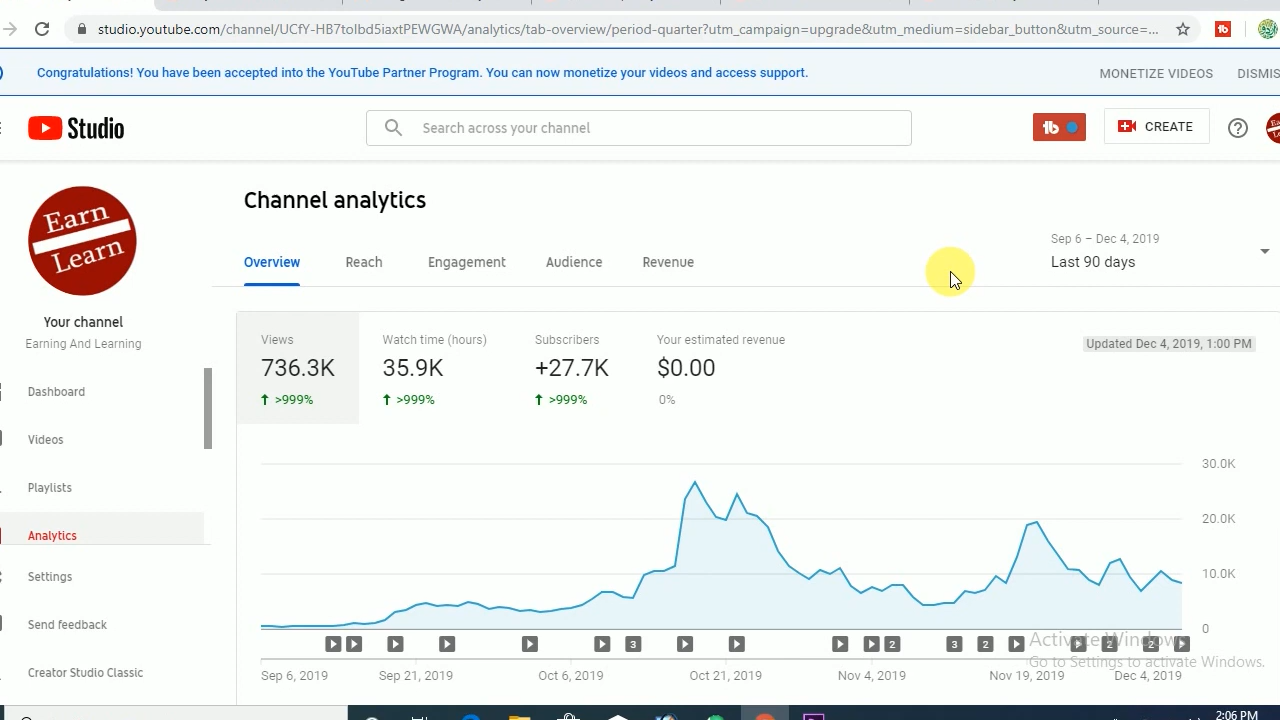 studio.youtube.com/channel/UCfY-HB7toIbd5iaxtPEWGWA/analytics/tab-overview/period-quarter?utm_campaign=upgrade&utm_medium=sidebar_button&utm_source=...
Congratulations! You have been accepted into the YouTube Partner Program. You can now monetize your videos and access support.
MONETIZE VIDEOS
DISMIS
Studio
Search across your channel
CREATE
Earn
Learn
Channel analytics
Sep 6 – Dec 4, 2019
Last 90 days
Overview
Reach
Engagement
Audience
Revenue
Your channel
Earning And Learning
Views
736.3K
>999%
Watch time (hours)
35.9K
>999%
Subscribers
+27.7K
>999%
Your estimated revenue
$0.00
0%
Updated Dec 4, 2019, 1:00 PM
Dashboard
Videos
Playlists
Analytics
Settings
Send feedback
Creator Studio Classic
30.0K
20.0K
10.0K
0
3
2
3
2
2
2
Sep 6, 2019
Sep 21, 2019
Oct 6, 2019
Oct 21, 2019
Nov 4, 2019
Nov 19, 2019
Dec 4, 2019
Activate Windows
Go to Settings to activate Windows.
2:06 PM